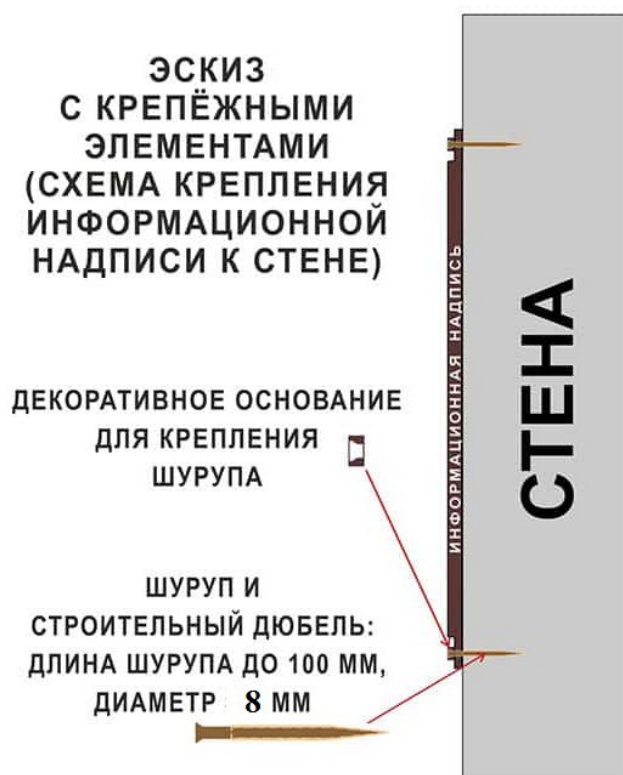 ЭСКИЗ
С КРЕПЁЖНЫМИ
ЭЛЕМЕНТАМИ
(СХЕМА КРЕПЛЕНИЯ
ИНФОРМАЦИОННОЙ
НАДПИСИ К СТЕНЕ)
ДЕКОРАТИВНОЕ ОСНОВАНИЕ
ДЛЯ КРЕПЛЕНИЯ
ШУРУПА
ШУРУП И
СТРОИТЕЛЬНЫЙ ДЮБЕЛЬ:
ДЛИНА ШУРУПА ДО 100 ММ,
ДИАМЕТР 8 ММ
ИНФОРМАЦИОННАЯ НАДПИСЬ
СТЕНА